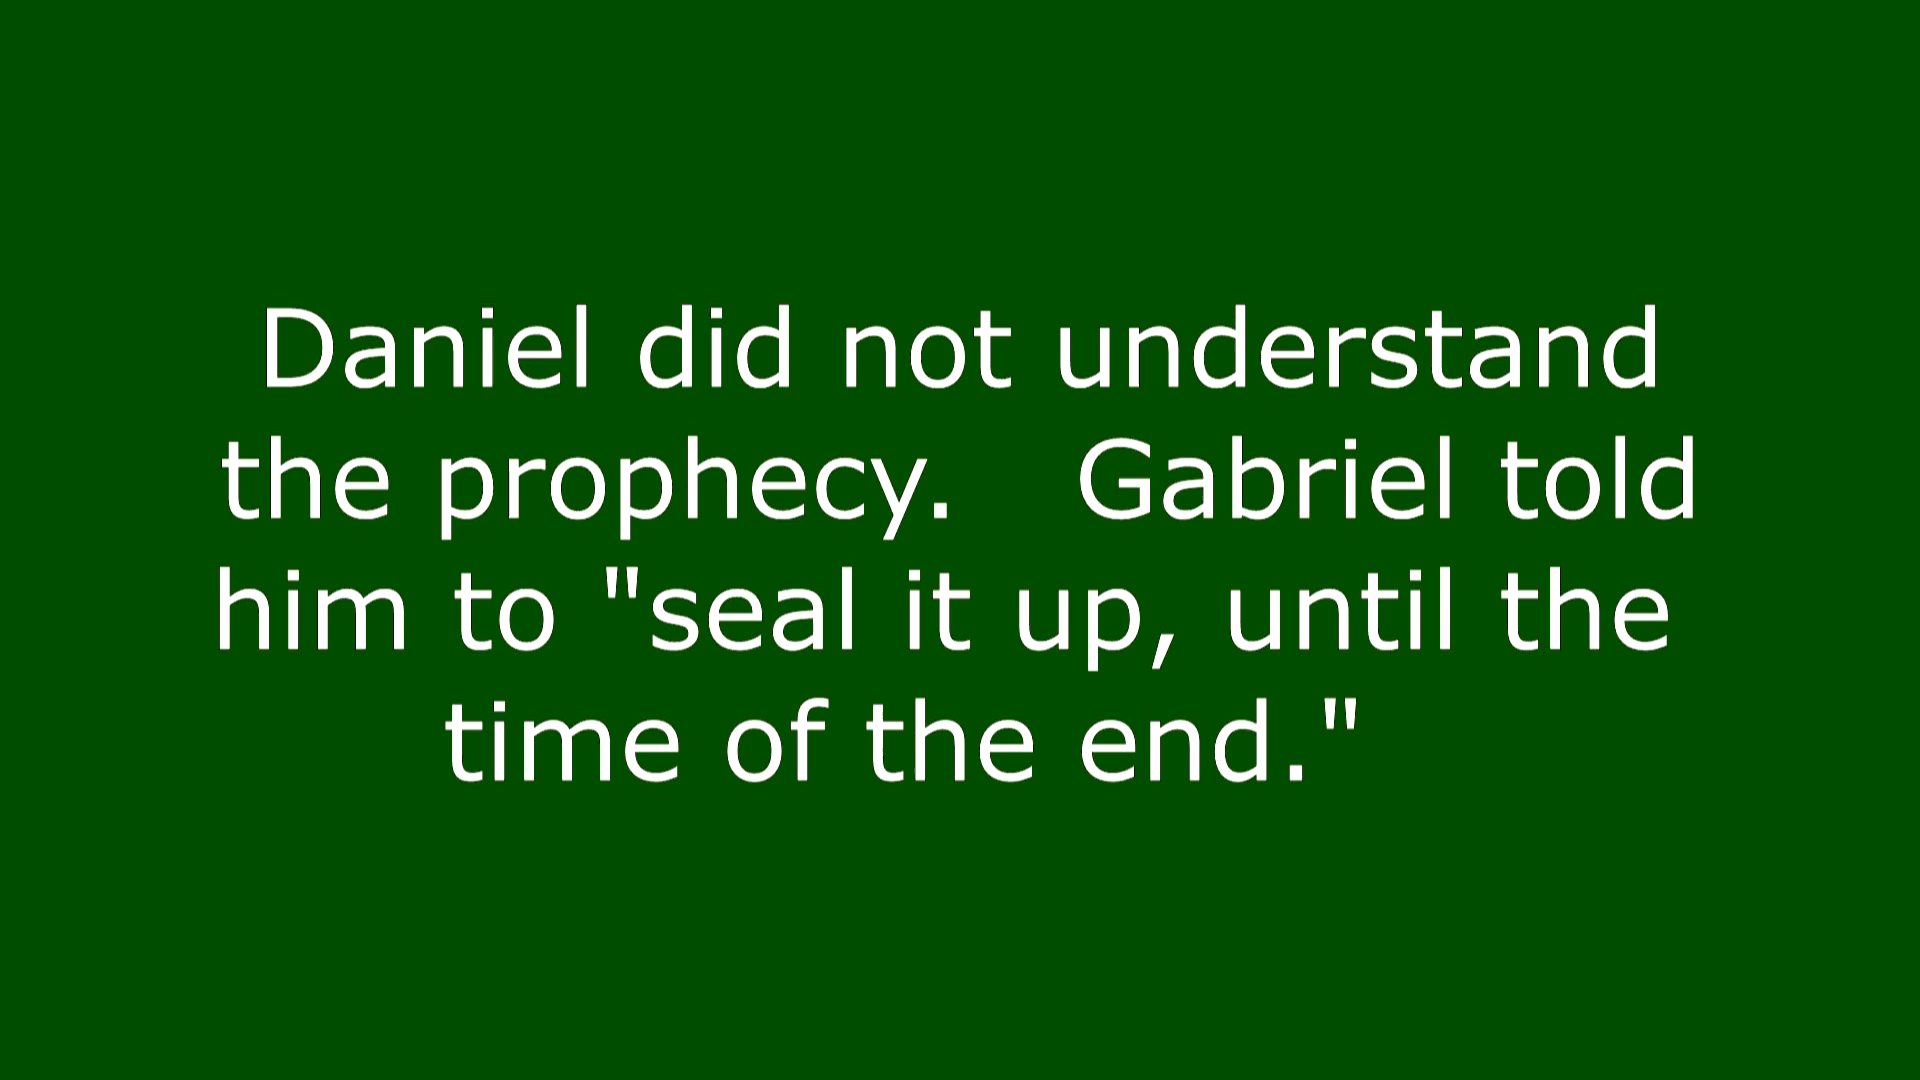 Daniel did not understand
the prophecy.   Gabriel told
him to "seal it up, until the
time of the end."